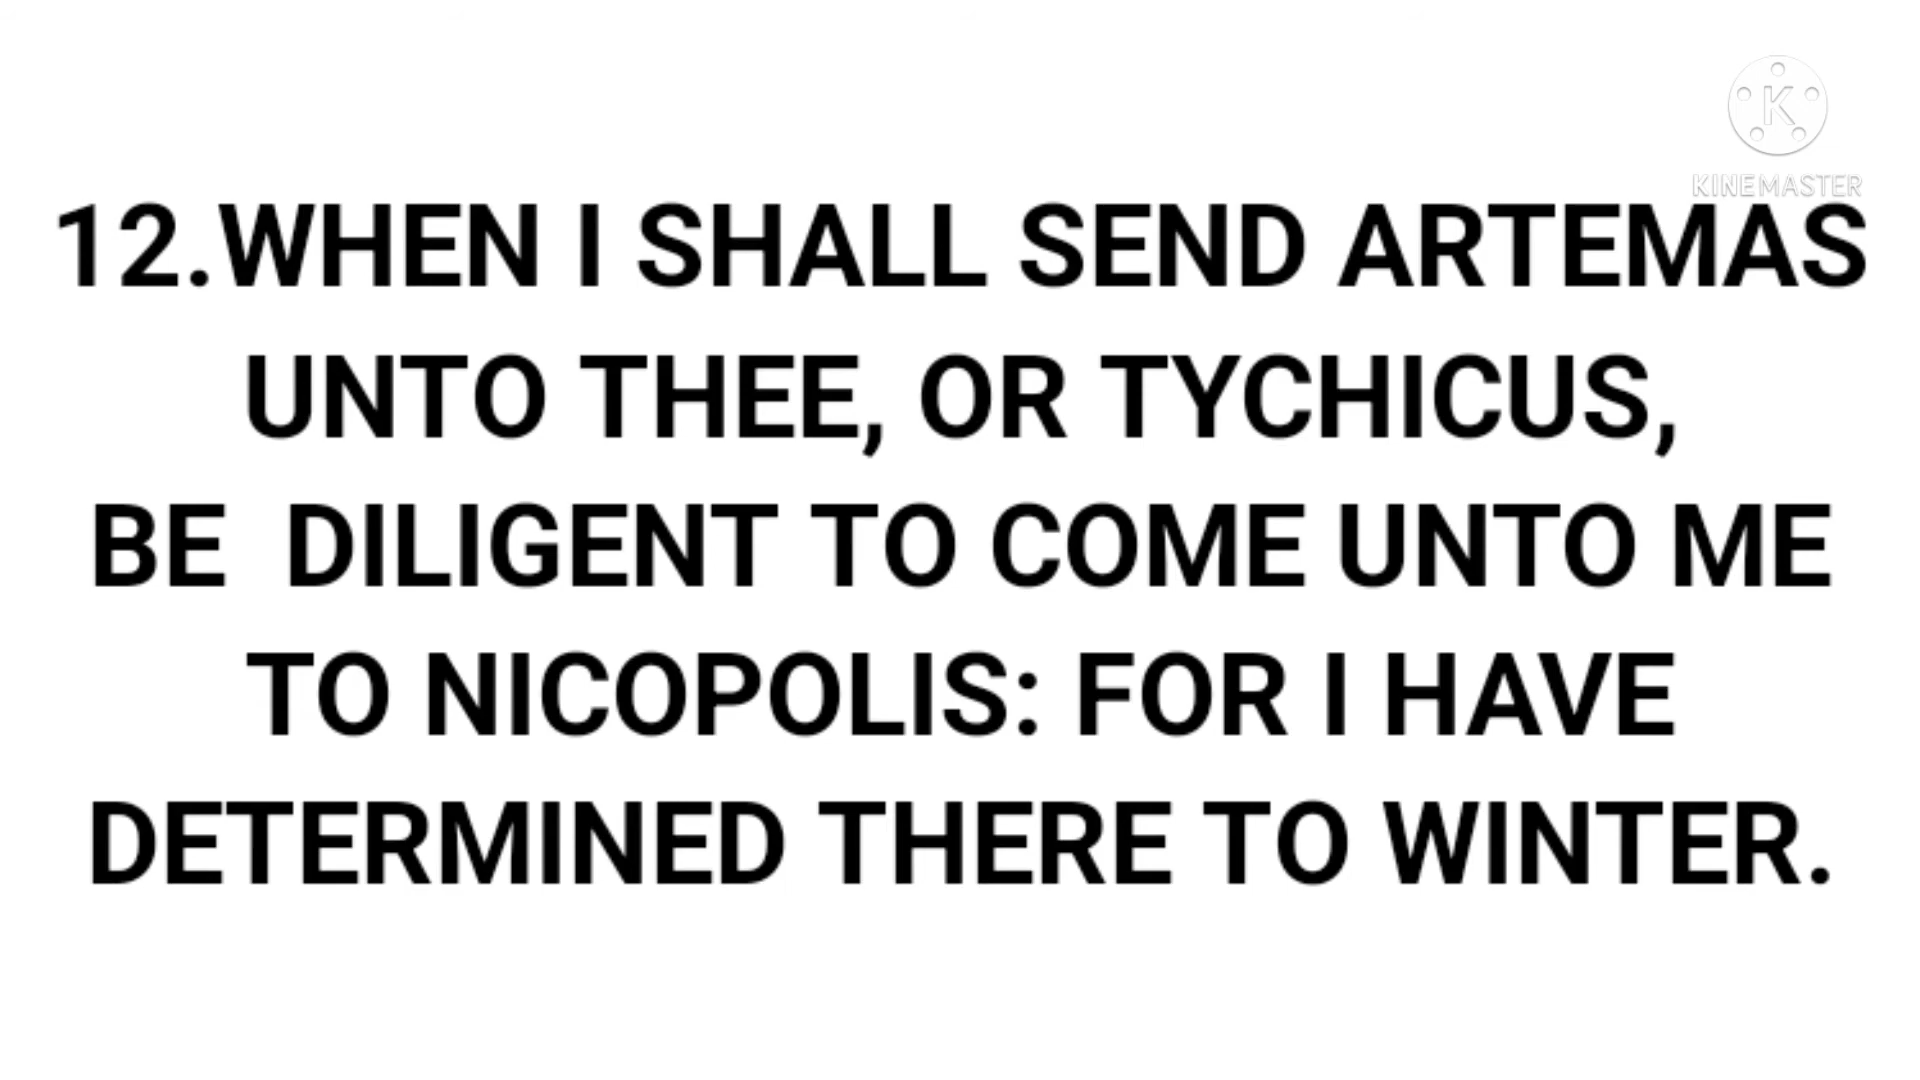 K
KINEMASTER
12.WHEN I SHALL SEND ARTEMAS
UNTO THEE, OR TYCHICUS,
BE  DILIGENT TO COME UNTO ME
TO NICOPOLIS: FOR I HAVE
DETERMINED THERE TO WINTER.